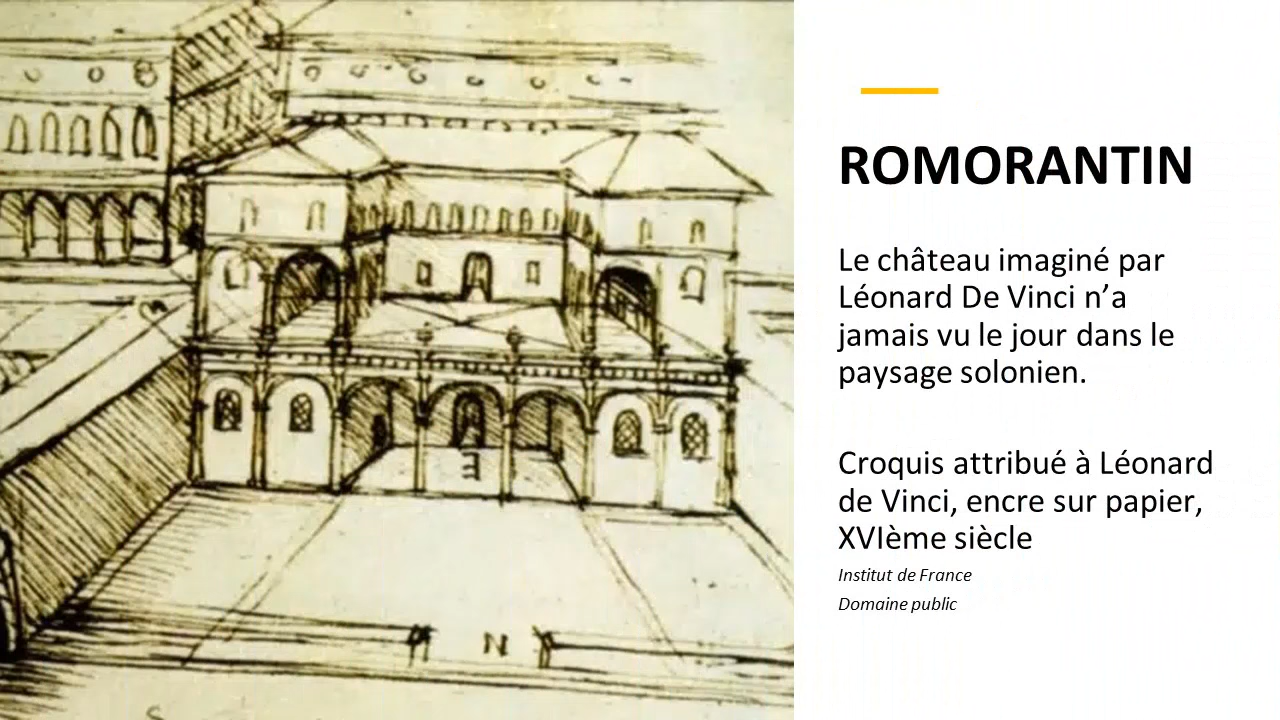 ROMORANTIN
Le château imaginé par
Léonard De Vinci n’a
jamais vu le jour dans le
paysage solonien.
Croquis attribué à Léonard
de Vinci, encre sur papier,
XVIème siècle
Institut de France
Domaine public
N